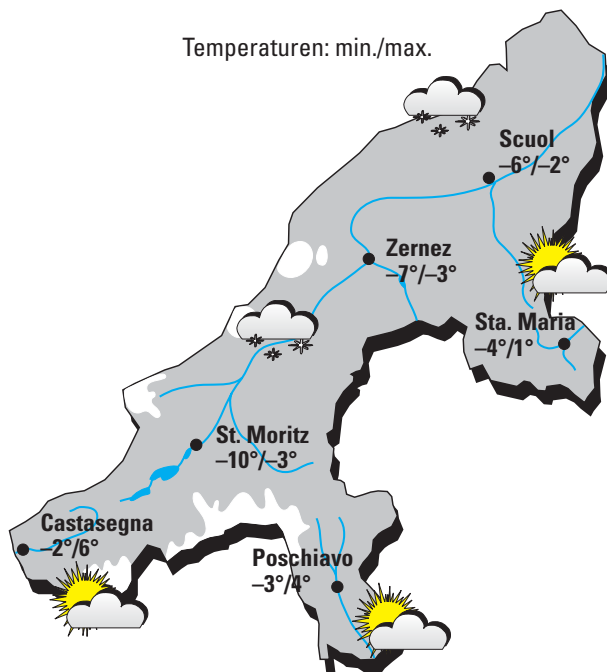 Temperaturen: min./max.
Scuol
–6°/–2°
Zernez
–7°/–3°
Sta. Maria
–4°/1°
St. Moritz
–10°/–3°
Castasegna
–2°/6°
Poschiavo
–3°/4°